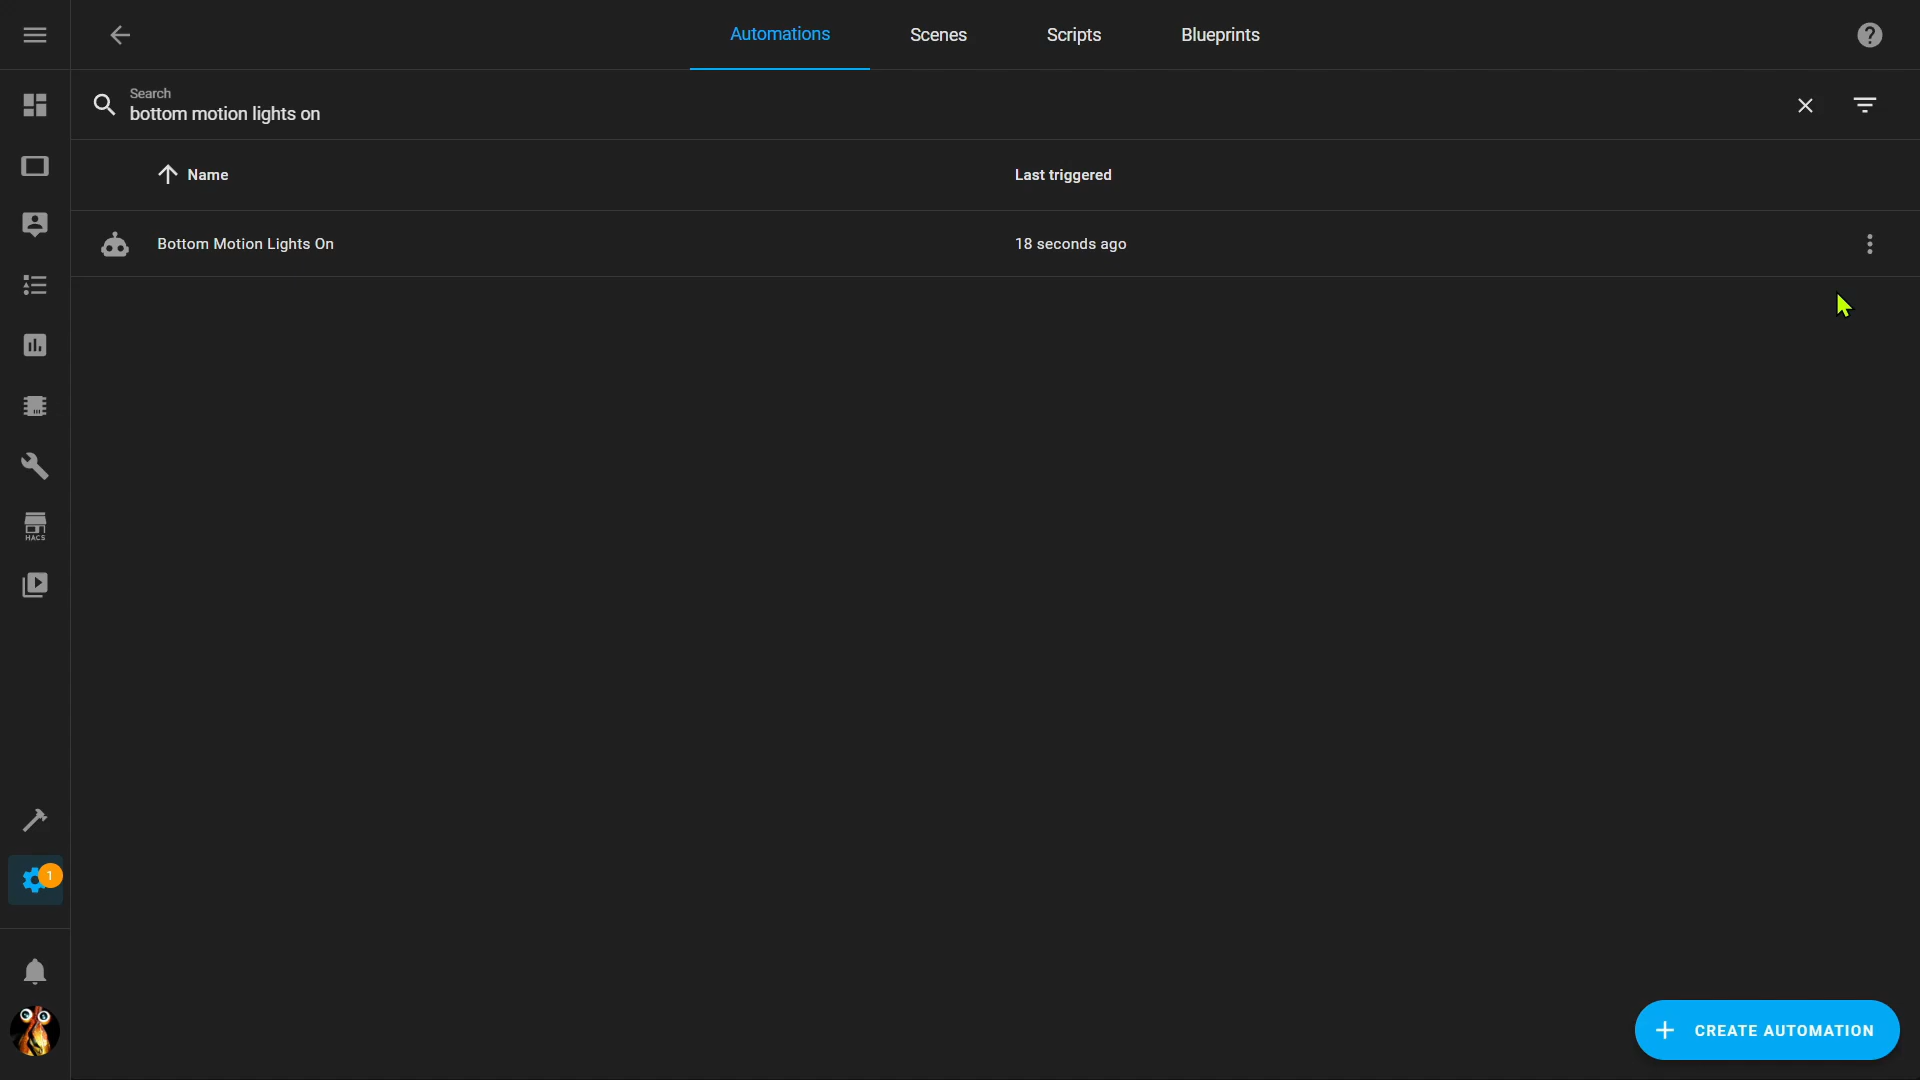 Automations
Scenes
Scripts
Blueprints
Search
bottom motion lights on
Name
Last triggered
Bottom Motion Lights On
18 seconds ago
HACS
1
CREATE AUTOMATION